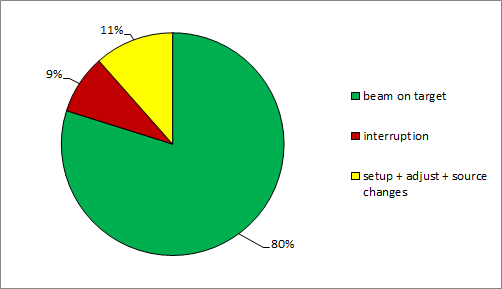 11%
9%
80%
beam on target
interruption
setup + adjust + source
changes